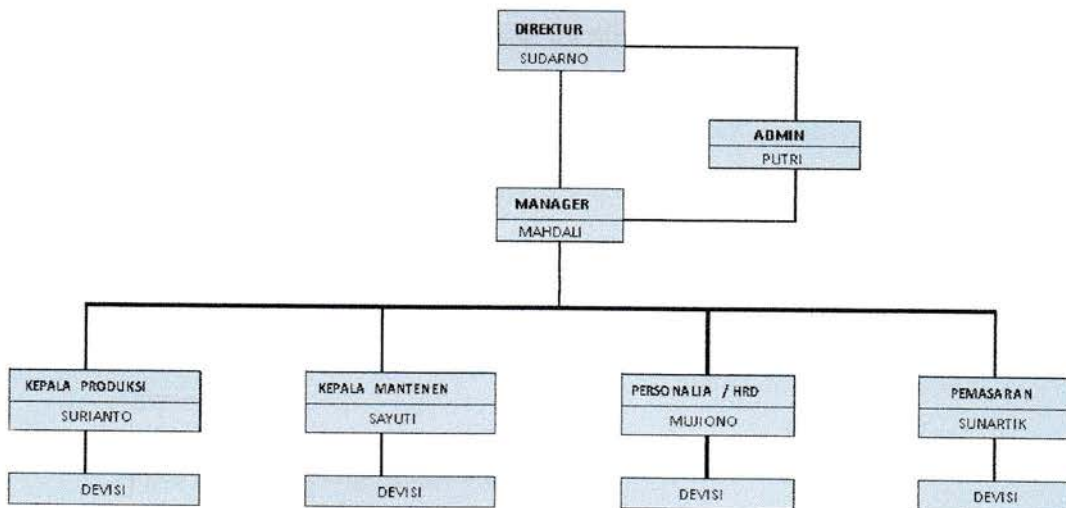 DIREKTUR
SUDARNO
ADMIN
PUTRI
MANAGER
MAHDALI
KEPALA PRODUKSI
SURIANTO
KEPALA MANTENEN
SAYUTI
PERSONALIA / HRD
MUJIONO
PEMASARAN
SUNARTIK
DEVISI
DEVISI
DEVISI
DEVISI